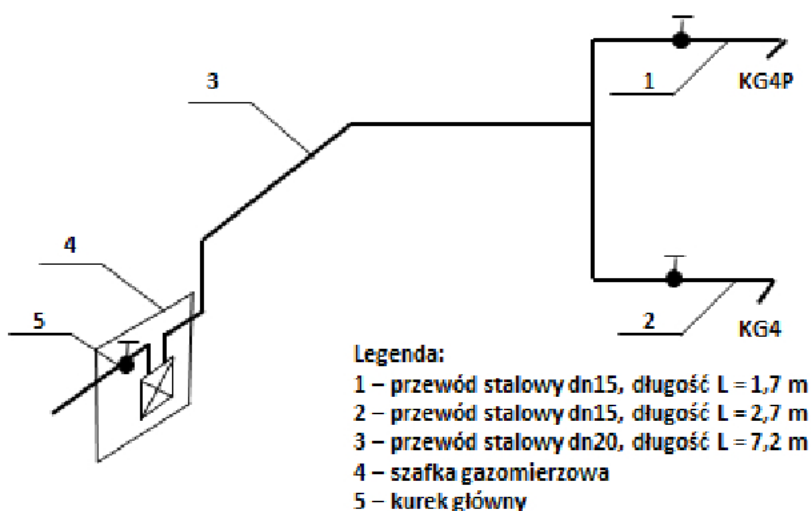 3
1
KG4P
4
5
2
KG4
Legenda:
1 – przewód stalowy dn15, długość L = 1,7 m
2 – przewód stalowy dn15, długość L = 2,7 m
3 – przewód stalowy dn20, długość L = 7,2 m
4 – szafka gazomierzowa
5 – kurek główny